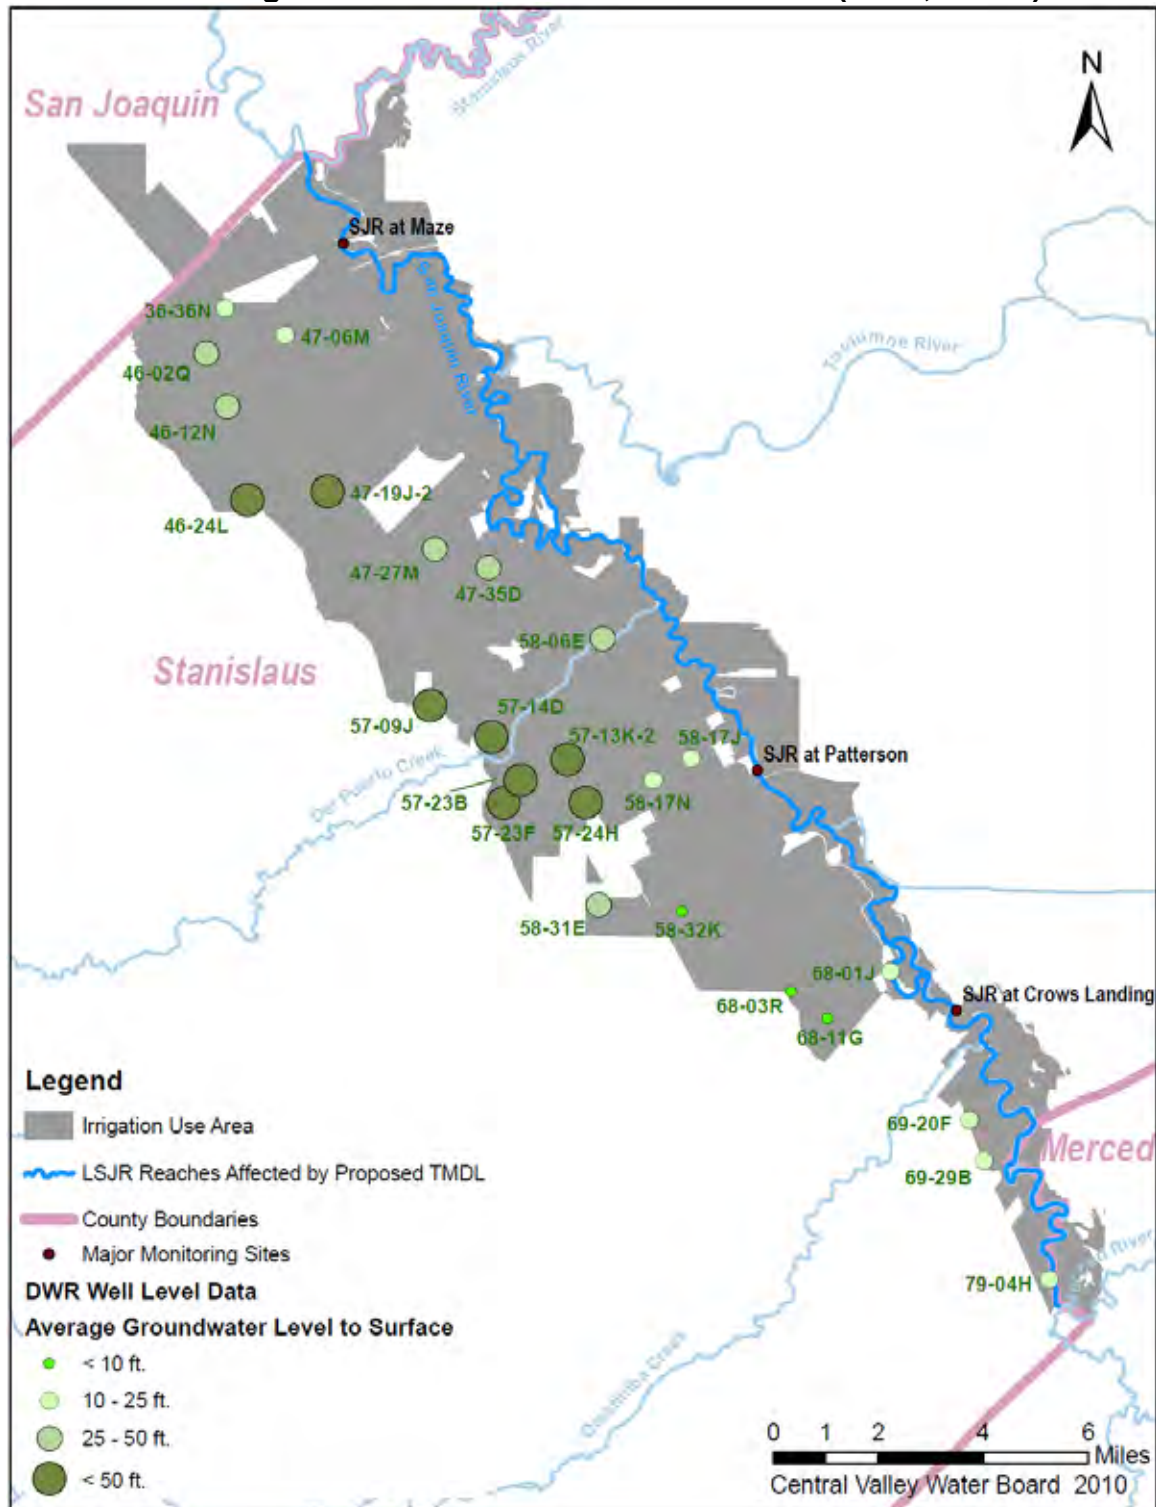 San Joaquin
Stanislaus River
N
SJR at Maze
36-36N
47-06M
San Joaquin River
Tuolumne River
46-02Q
46-12N
47-19J-2
46-24L
47-27M
47-35D
58-06E
Stanislaus
57-09J
57-14D
57-13K-2
58-17J
SJR at Patterson
Del Puerto Creek
57-23B
58-17N
57-23F
57-24H
58-31E
58-32K
68-01J
68-03R
SJR at Crows Landing
68-11G
Legend
Irrigation Use Area
69-20F
Merced
LSJR Reaches Affected by Proposed TMDL
69-29B
County Boundaries
River
Major Monitoring Sites
79-04H
DWR Well Level Data
Average Groundwater Level to Surface
< 10 ft.
10 - 25 ft.
25 - 50 ft.
< 50 ft.
Creek
0 1 2 4 6
Miles
Central Valley Water Board 2010